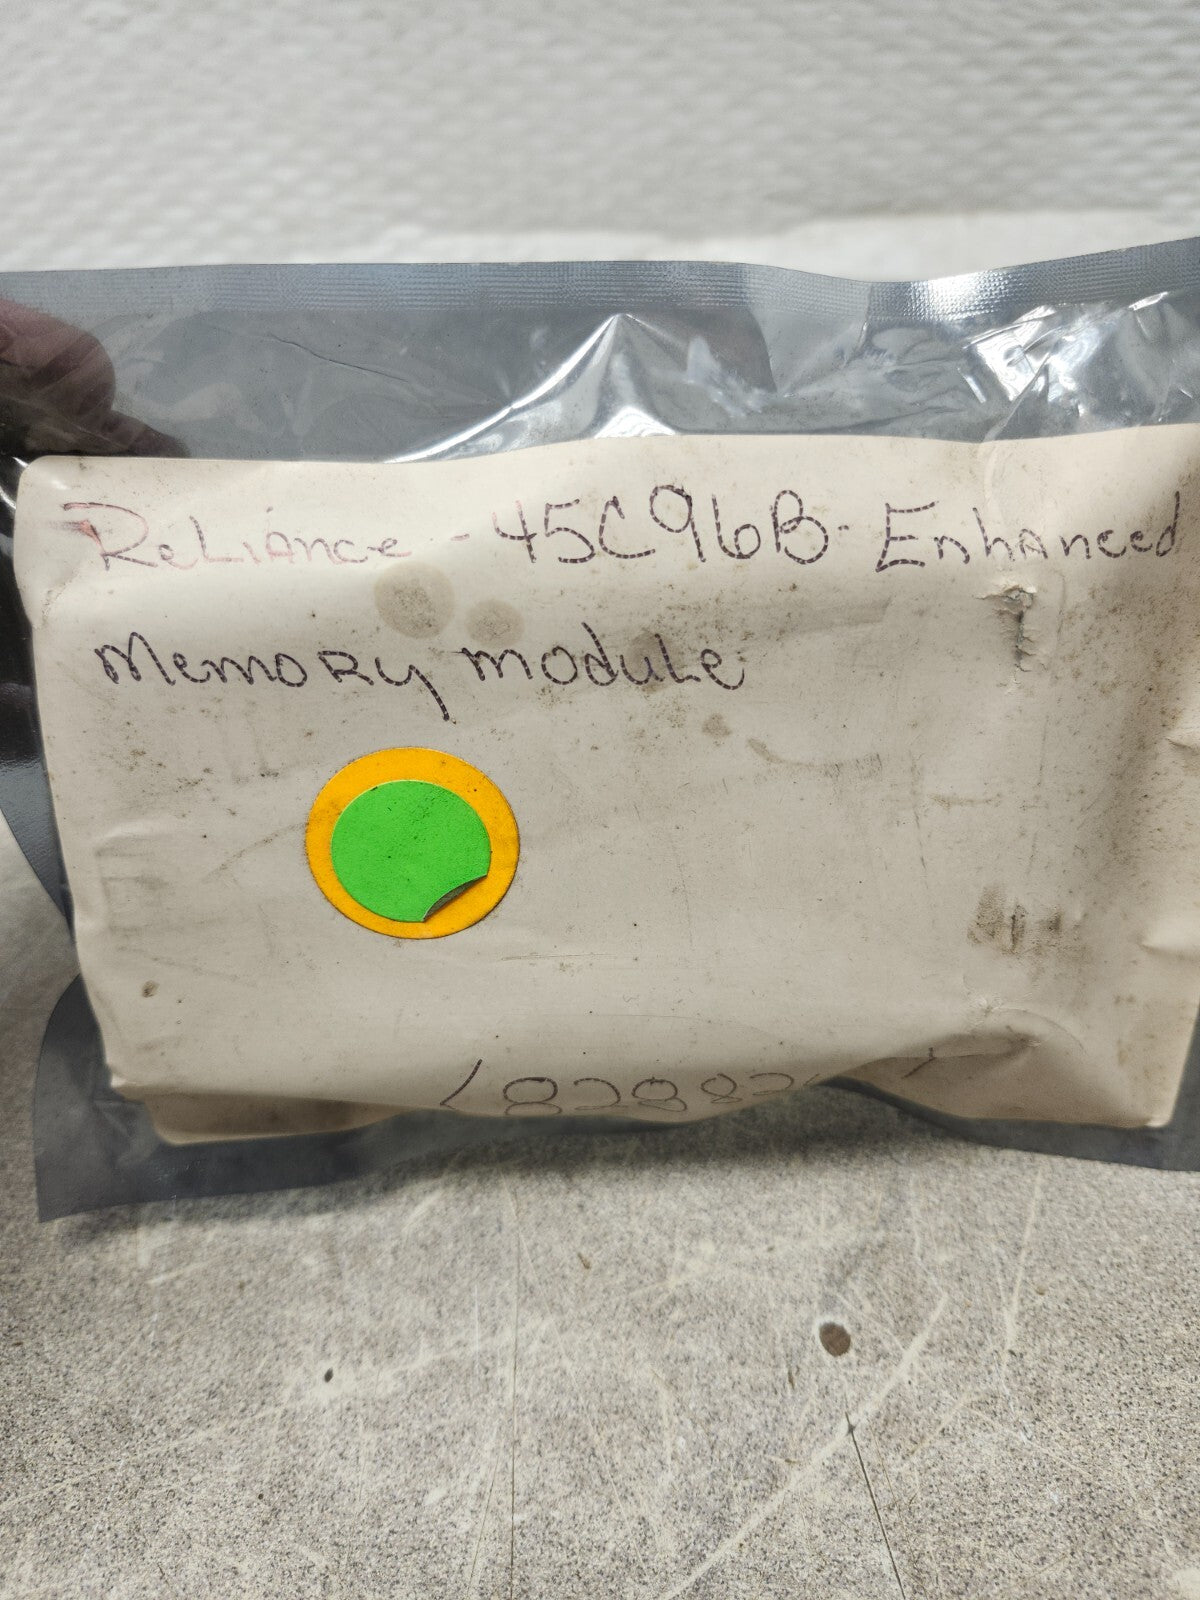 Reliance - 45C96B - Enhanced
Memory module